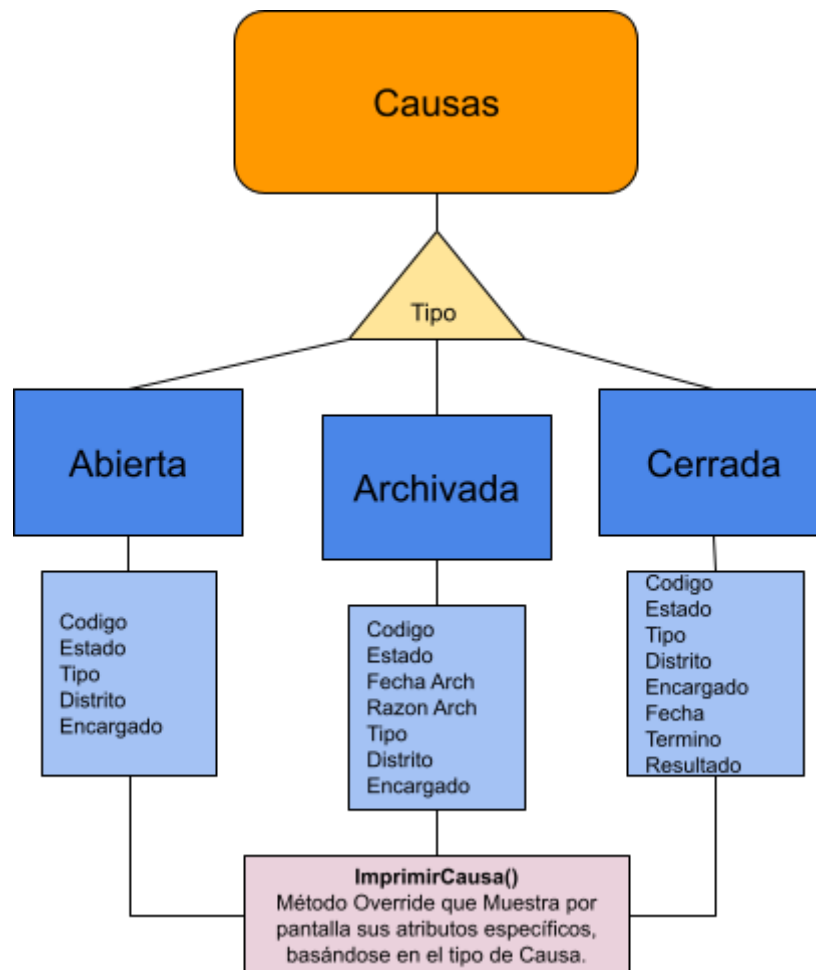 Causas
Tipo
Abierta
Archivada
Cerrada
Codigo
Estado
Tipo
Distrito
Encargado
Codigo
Estado
Fecha Arch
Razon Arch
Tipo
Distrito
Encargado
Codigo
Estado
Tipo
Distrito
Encargado
Fecha
Termino
Resultado
ImprimirCausa()
Método Override que Muestra por
pantalla sus atributos específicos,
basándose en el tipo de Causa.